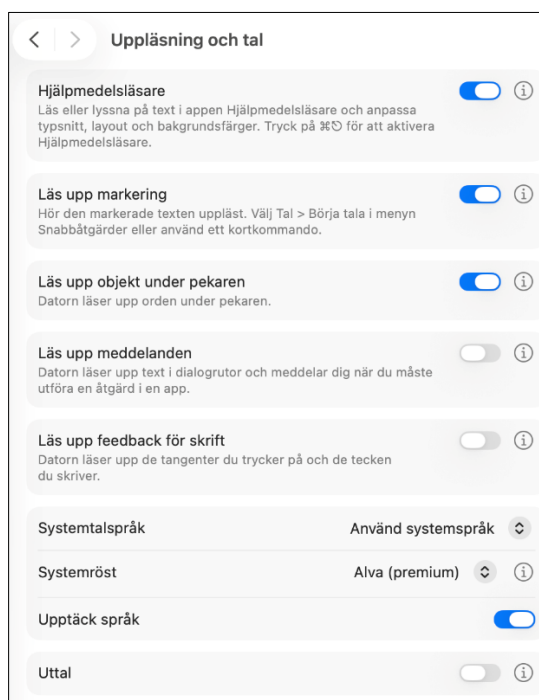 Uppläsning och tal
Hjälpmedelsläsare
Läs eller lyssna på text i appen Hjälpmedelsläsare och anpassa
typsnitt, layout och bakgrundsfärger. Tryck på ⌘⎋ för att aktivera
Hjälpmedelsläsare.
Läs upp markering
Hör den markerade texten uppläst. Välj Tal > Börja tala i menyn
Snabbåtgärder eller använd ett kortkommando.
Läs upp objekt under pekaren
Datorn läser upp orden under pekaren.
Läs upp meddelanden
Datorn läser upp text i dialogrutor och meddelar dig när du måste
utföra en åtgärd i en app.
Läs upp feedback för skrift
Datorn läser upp de tangenter du trycker på och de tecken
du skriver.
Systemtalspråk Använd systemspråk
Systemröst Alva (premium)
Upptäck språk
Uttal